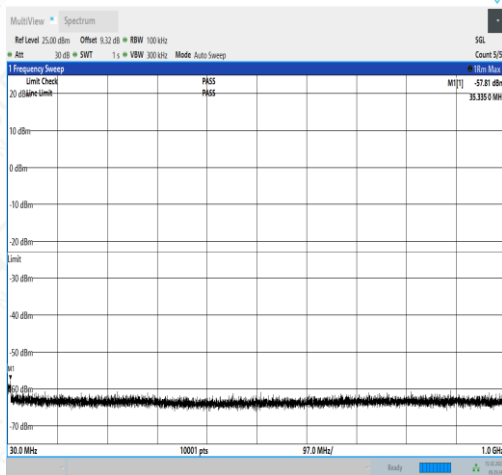 MultiView Spectrum
Ref Level 25.00 dBm Offset 9.32 dB RBW 100 kHz SGL
Att 30 dB SWT 1 s VBW 300 kHz Mode Auto Sweep Count 5/5
1 Frequency Sweep 1Rm Max
Limit Check PASS M1[1] -57.81 dBm
20 dBm Line Limit PASS 35.3350 MHz
10 dBm
0 dBm
-10 dBm
-20 dBm
Limit
-30 dBm
-40 dBm
-50 dBm
M1
-60 dBm
-70 dBm
30.0 MHz 10001 pts 97.0 MHz/ 1.0 GHz
Ready